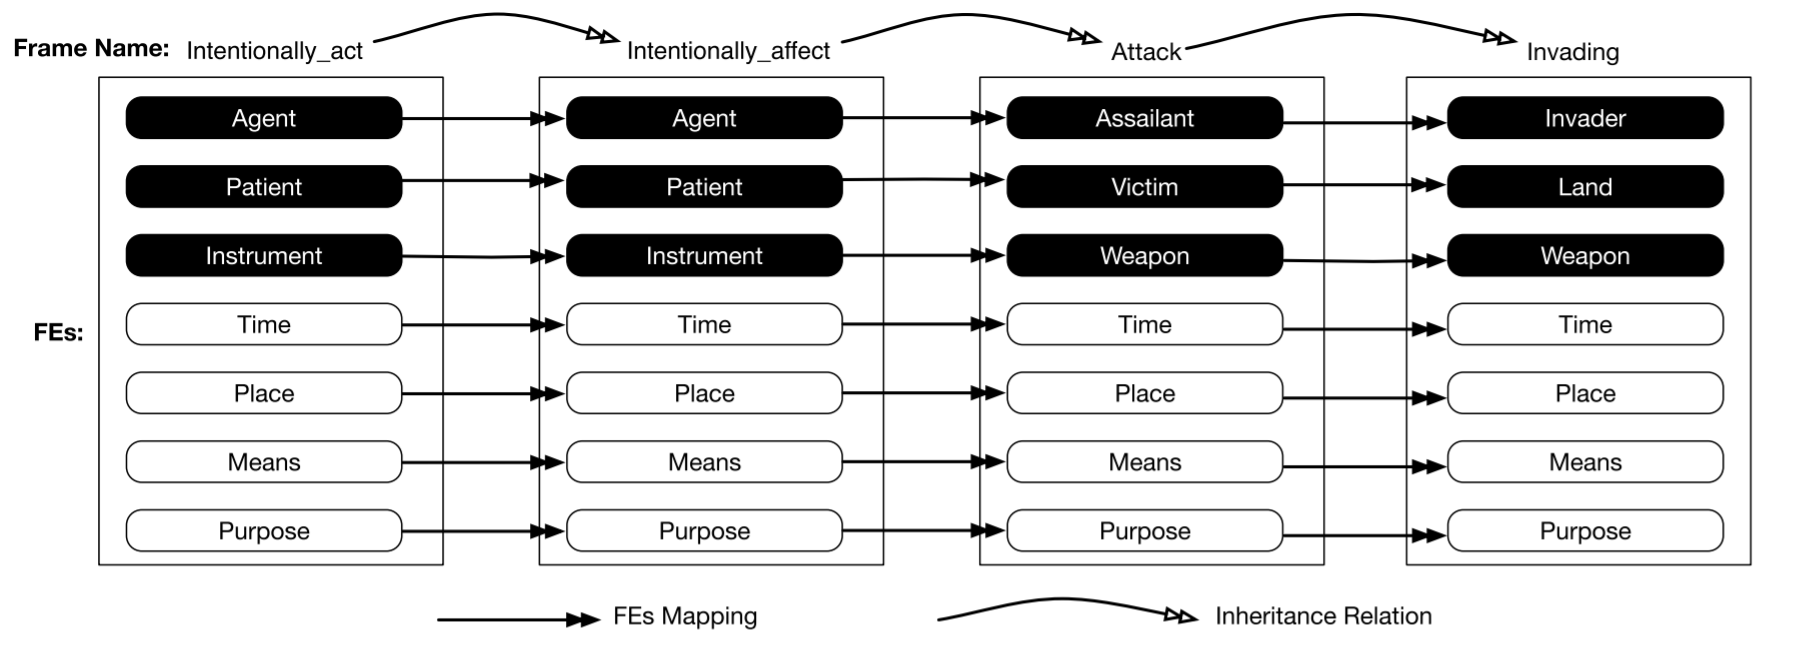 Frame Name: Intentionally_act Intentionally_affect Attack Invading
Agent Agent Assailant Invader
Patient Patient Victim Land
Instrument Instrument Weapon Weapon
FEs: Time Time Time Time
Place Place Place Place
Means Means Means Means
Purpose Purpose Purpose Purpose
FEs Mapping Inheritance Relation